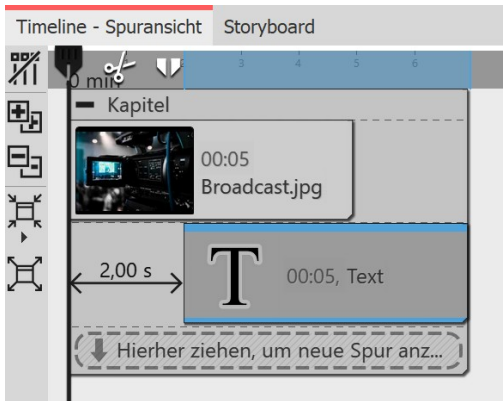 Timeline - Spuransicht Storyboard
0 min 3 4 5 6
Kapitel
00:05
Broadcast.jpg
2,00 s
T
00:05, Text
Hierher ziehen, um neue Spur anz...